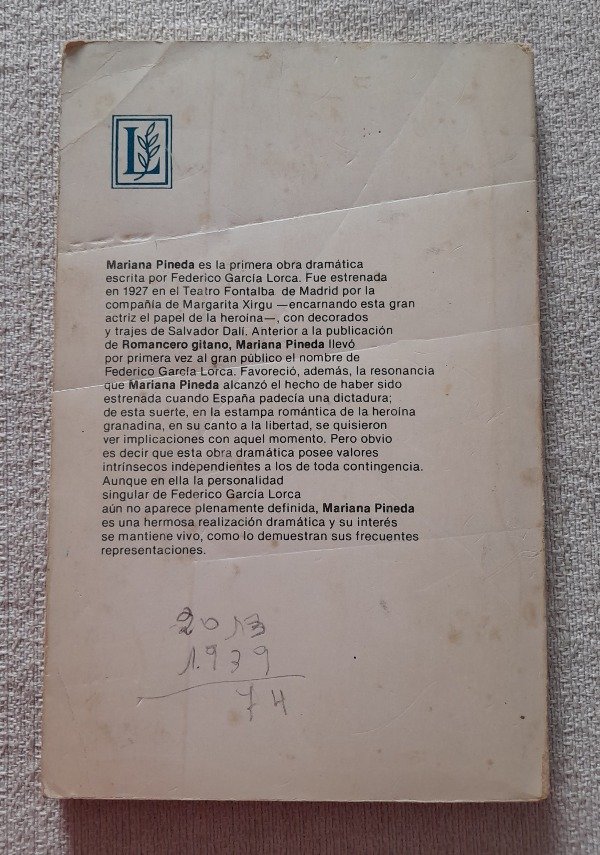 L
Mariana Pineda es la primera obra dramática
escrita por Federico García Lorca. Fue estrenada
en 1927 en el Teatro Fontalba de Madrid por la
compañía de Margarita Xirgu —encarnando esta gran
actriz el papel de la heroína—, con decorados
y trajes de Salvador Dalí. Anterior a la publicación
de Romancero gitano, Mariana Pineda llevó
por primera vez al gran público el nombre de
Federico García Lorca. Favoreció, además, la resonancia
que Mariana Pineda alcanzó el hecho de haber sido
estrenada cuando España padecía una dictadura;
de esta suerte, en la estampa romántica de la heroína
granadina, en su canto a la libertad, se quisieron
ver implicaciones con aquel momento. Pero obvio
es decir que esta obra dramática posee valores
intrínsecos independientes a los de toda contingencia.
Aunque en ella la personalidad
singular de Federico García Lorca
aún no aparece plenamente definida, Mariana Pineda
es una hermosa realización dramática y su interés
se mantiene vivo, como lo demuestran sus frecuentes
representaciones.
2013
1939
74